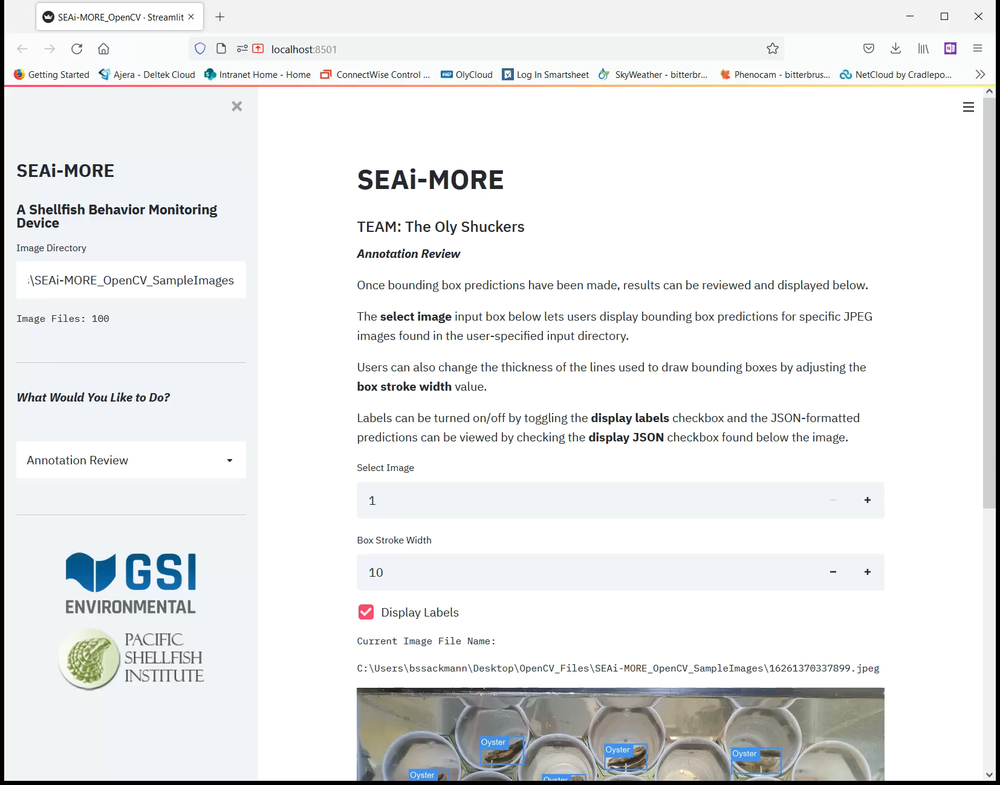 SEAi-MORE_OpenCV · Streamlit
localhost:8501
Getting Started
Ajera - Deltek Cloud
Intranet Home - Home
ConnectWise Control ...
OlyCloud
Log In Smartsheet
SkyWeather - bitterbr...
Phenocam - bitterbrus...
NetCloud by Cradlepo...
SEAi-MORE
A Shellfish Behavior Monitoring
Device
Image Directory
\SEAi-MORE_OpenCV_SampleImages
Image Files: 100
What Would You Like to Do?
Annotation Review
GSI
ENVIRONMENTAL
PACIFIC
SHELLFISH
INSTITUTE
SEAi-MORE
TEAM: The Oly Shuckers
Annotation Review
Once bounding box predictions have been made, results can be reviewed and displayed below.
The select image input box below lets users display bounding box predictions for specific JPEG
images found in the user-specified input directory.
Users can also change the thickness of the lines used to draw bounding boxes by adjusting the
box stroke width value.
Labels can be turned on/off by toggling the display labels checkbox and the JSON-formatted
predictions can be viewed by checking the display JSON checkbox found below the image.
Select Image
1
Box Stroke Width
10
Display Labels
Current Image File Name:
C:\Users\bssackmann\Desktop\OpenCV_Files\SEAi-MORE_OpenCV_SampleImages\16261370337899.jpeg
Oyster
Oyster
Oyster
Oyster
Oyster